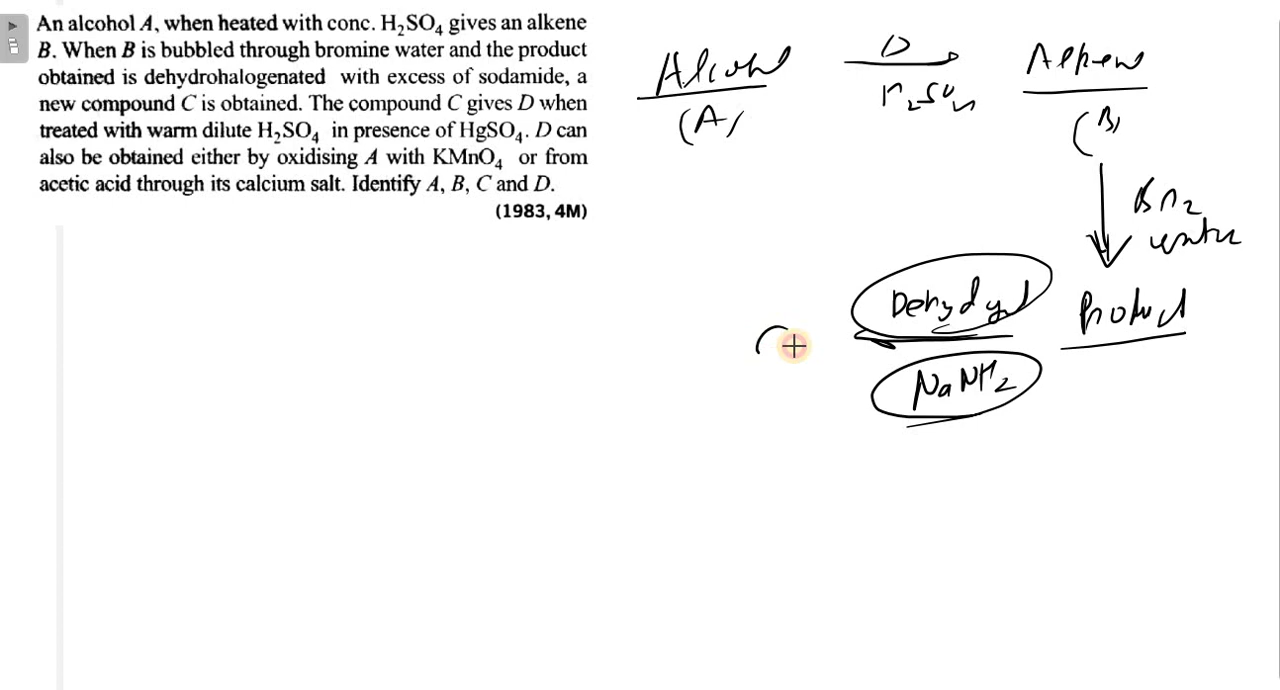 An alcohol A, when heated with conc. H₂SO₄ gives an alkene
B. When B is bubbled through bromine water and the product
obtained is dehydrohalogenated with excess of sodamide, a
new compound C is obtained. The compound C gives D when
treated with warm dilute H₂SO₄ in presence of HgSO₄. D can
also be obtained either by oxidising A with KMnO₄ or from
acetic acid through its calcium salt. Identify A, B, C and D.
(1983, 4M)
Alcohol
(A)
(B)
Br₂
water
Product
NaNH₂